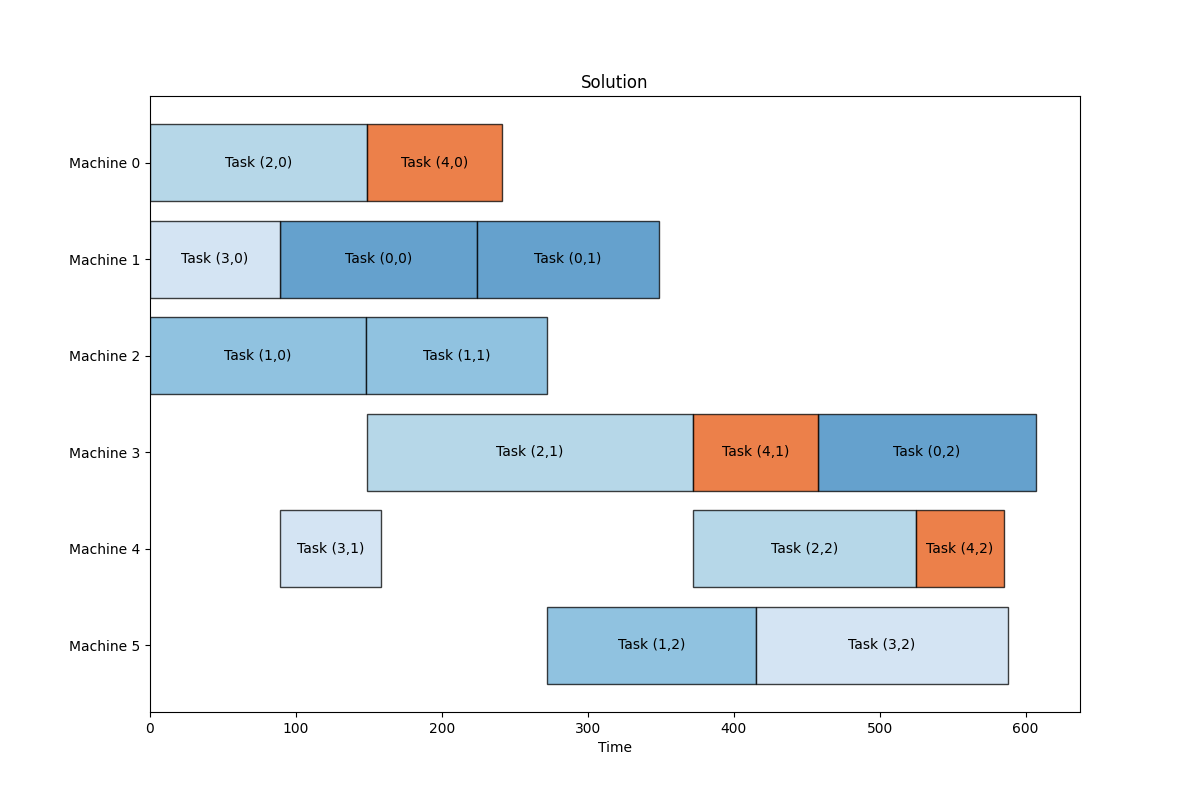 Solution
Machine 0
Task (2,0)
Task (4,0)
Machine 1
Task (3,0)
Task (0,0)
Task (0,1)
Machine 2
Task (1,0)
Task (1,1)
Machine 3
Task (2,1)
Task (4,1)
Task (0,2)
Machine 4
Task (3,1)
Task (2,2)
Task (4,2)
Machine 5
Task (1,2)
Task (3,2)
0 100 200 300 400 500 600
Time